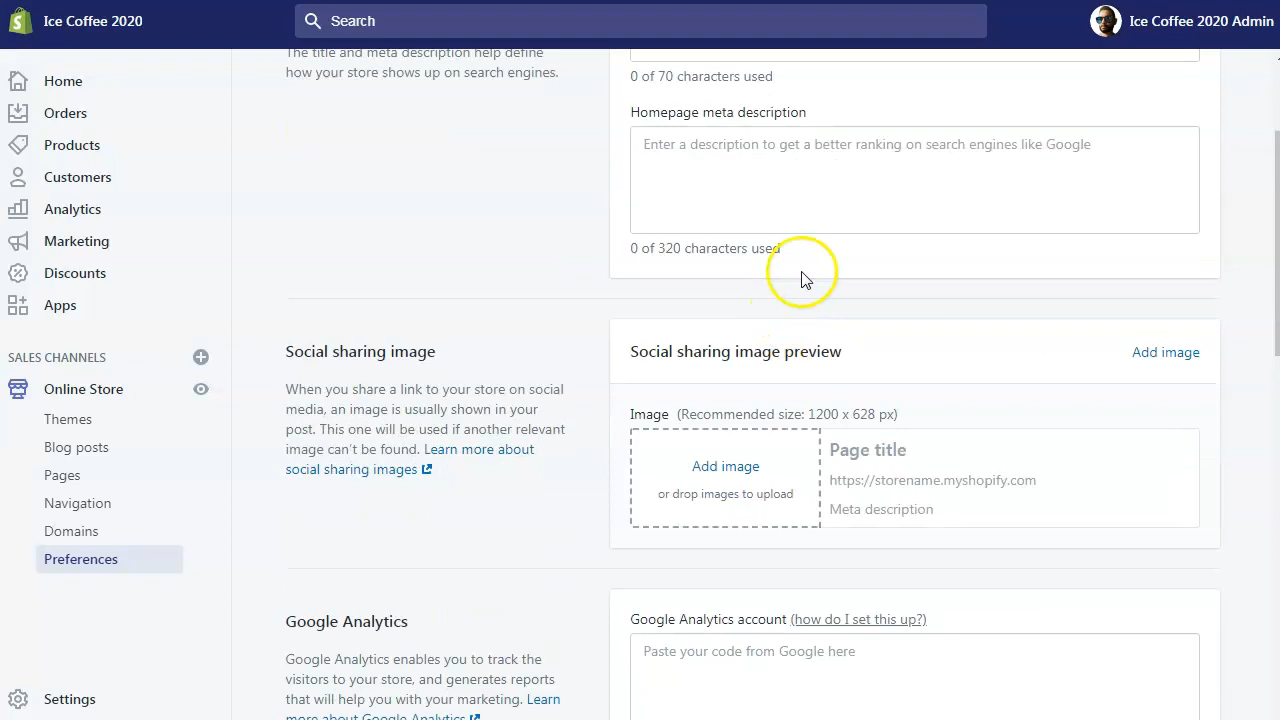 Ice Coffee 2020
Search
Ice Coffee 2020 Admin
Home
Orders
Products
Customers
Analytics
Marketing
Discounts
Apps
SALES CHANNELS
Online Store
Themes
Blog posts
Pages
Navigation
Domains
Preferences
Settings
The title and meta description help define
how your store shows up on search engines.
0 of 70 characters used
Homepage meta description
Enter a description to get a better ranking on search engines like Google
0 of 320 characters used
Social sharing image
When you share a link to your store on social
media, an image is usually shown in your
post. This one will be used if another relevant
image can't be found. Learn more about
social sharing images
Social sharing image preview
Add image
Image (Recommended size: 1200 x 628 px)
Add image
or drop images to upload
Page title
https://storename.myshopify.com
Meta description
Google Analytics
Google Analytics enables you to track the
visitors to your store, and generates reports
that will help you with your marketing. Learn
more about Google Analytics
Google Analytics account (how do I set this up?)
Paste your code from Google here